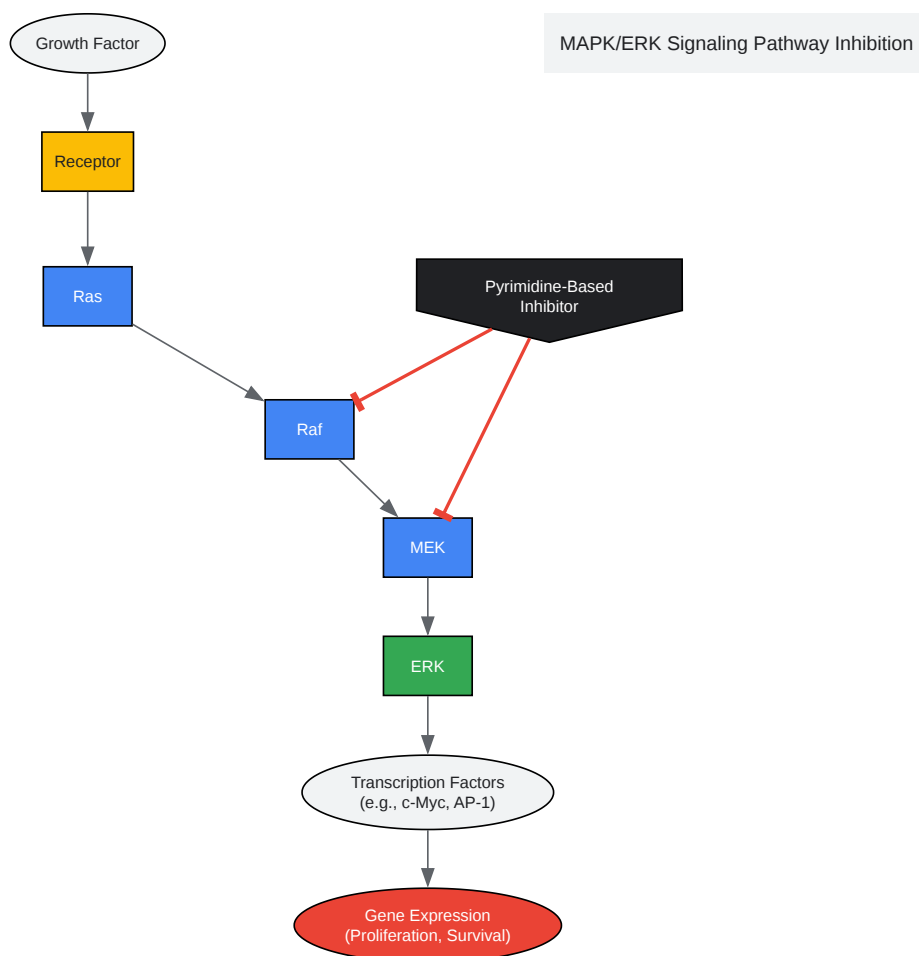 Growth Factor
MAPK/ERK Signaling Pathway Inhibition
Receptor
Ras
Pyrimidine-Based
Inhibitor
Raf
MEK
ERK
Transcription Factors
(e.g., c-Myc, AP-1)
Gene Expression
(Proliferation, Survival)